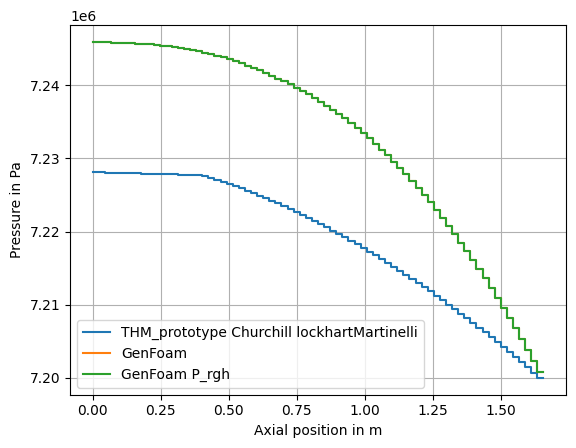 1e6
7.24
7.23
7.22
7.21
7.20
Pressure in Pa
THM_prototype Churchill lockhartMartinelli
GenFoam
GenFoam P_rgh
0.00 0.25 0.50 0.75 1.00 1.25 1.50
Axial position in m